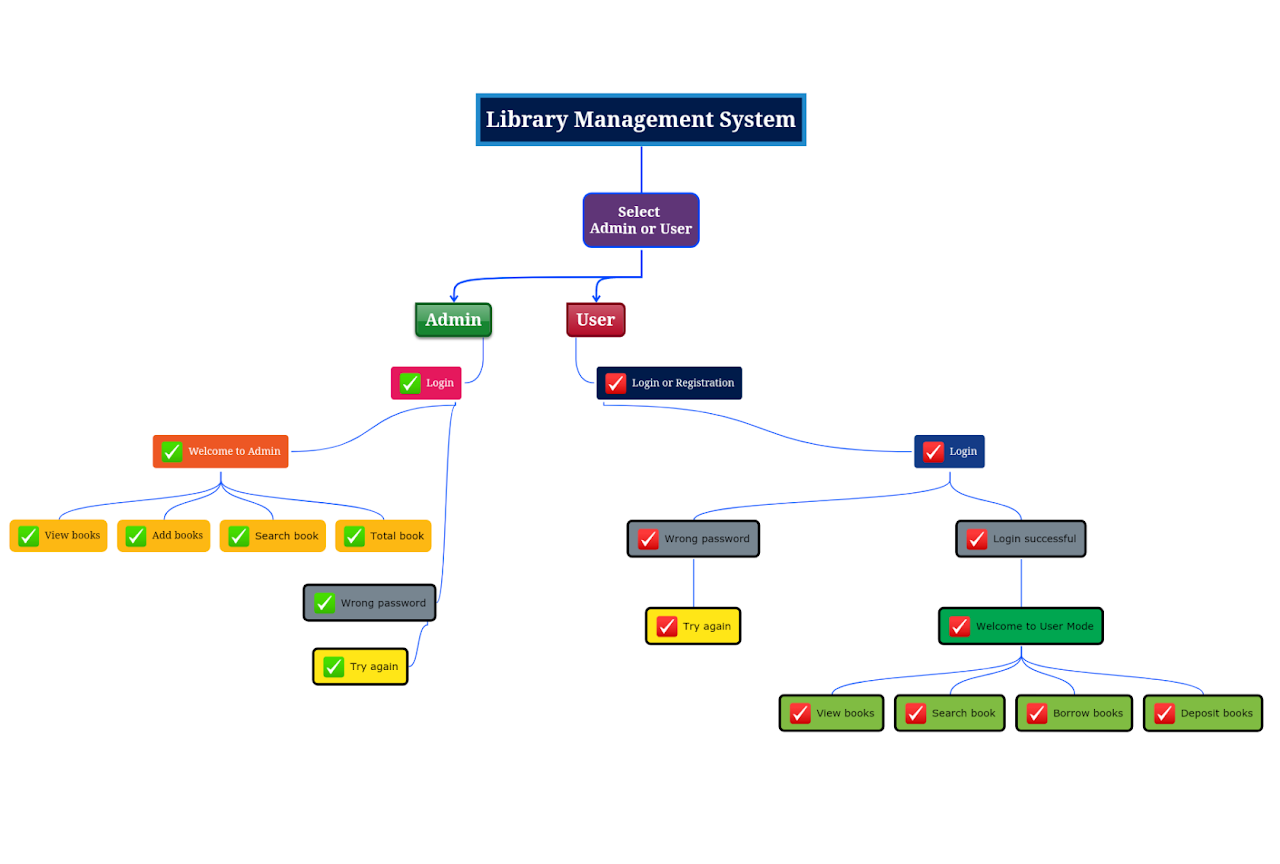 Library Management System
Select
Admin or User
Admin
User
Login
Login or Registration
Welcome to Admin
Login
View books
Add books
Search book
Total book
Wrong password
Login successful
Wrong password
Try again
Welcome to User Mode
Try again
View books
Search book
Borrow books
Deposit books